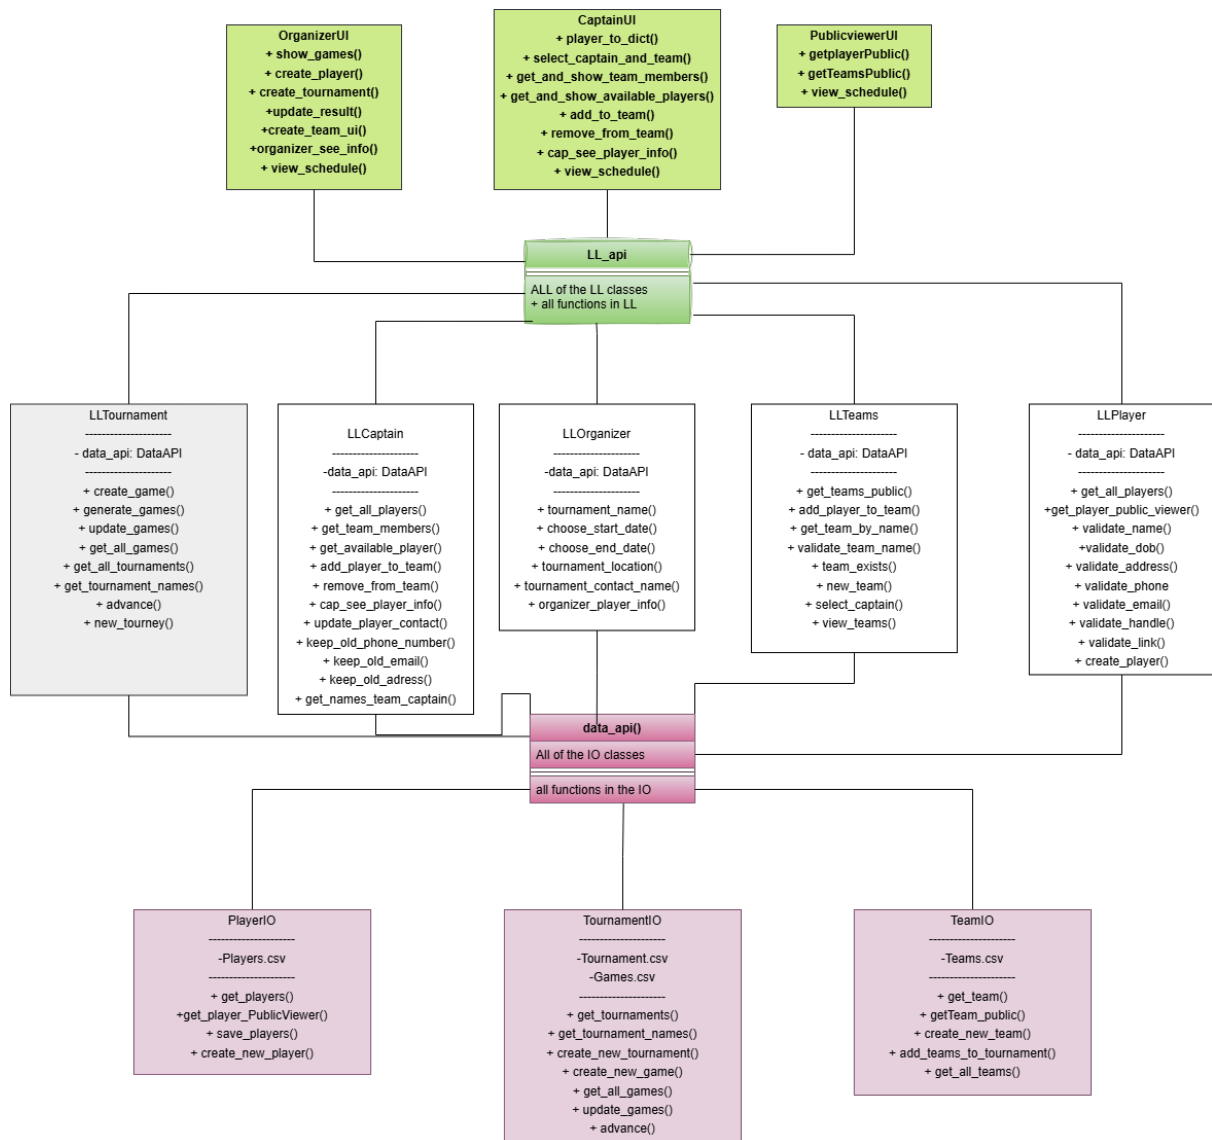 OrganizerUI
+ show_games()
+ create_player()
+ create_tournament()
+update_result()
+create_team_ui()
+organizer_see_info()
+ view_schedule()
CaptainUI
+ player_to_dict()
+ select_captain_and_team()
+ get_and_show_team_members()
+ get_and_show_available_players()
+ add_to_team()
+ remove_from_team()
+ cap_see_player_info()
+ view_schedule()
PublicviewerUI
+ getplayerPublic()
+ getTeamsPublic()
+ view_schedule()
LL_api
ALL of the LL classes
+ all functions in LL
LLTournament
---------------------
- data_api: DataAPI
---------------------
+ create_game()
+ generate_games()
+ update_games()
+ get_all_games()
+ get_all_tournaments()
+ get_tournament_names()
+ advance()
+ new_tourney()
LLCaptain
---------------------
-data_api: DataAPI
---------------------
+ get_all_players()
+ get_team_members()
+ get_available_player()
+ add_player_to_team()
+ remove_from_team()
+ cap_see_player_info()
+ update_player_contact()
+ keep_old_phone_number()
+ keep_old_email()
+ keep_old_adress()
+ get_names_team_captain()
LLOrganizer
---------------------
-data_api: DataAPI
---------------------
+ tournament_name()
+ choose_start_date()
+ choose_end_date()
+ tournament_location()
+ tournament_contact_name()
+ organizer_player_info()
LLTeams
---------------------
- data_api: DataAPI
---------------------
+ get_teams_public()
+ add_player_to_team()
+ get_team_by_name()
+ validate_team_name()
+ team_exists()
+ new_team()
+ select_captain()
+ view_teams()
LLPlayer
---------------------
- data_api: DataAPI
---------------------
+ get_all_players()
+get_player_public_viewer()
+ validate_name()
+validate_dob()
+ validate_address()
+ validate_phone
+ validate_email()
+ validate_handle()
+ validate_link()
+ create_player()
data_api()
All of the IO classes
all functions in the IO
PlayerIO
---------------------
-Players.csv
---------------------
+ get_players()
+get_player_PublicViewer()
+ save_players()
+ create_new_player()
TournamentIO
---------------------
-Tournament.csv
-Games.csv
---------------------
+ get_tournaments()
+ get_tournament_names()
+ create_new_tournament()
+ create_new_game()
+ get_all_games()
+ update_games()
+ advance()
TeamIO
---------------------
-Teams.csv
---------------------
+ get_team()
+ getTeam_public()
+ create_new_team()
+ add_teams_to_tournament()
+ get_all_teams()